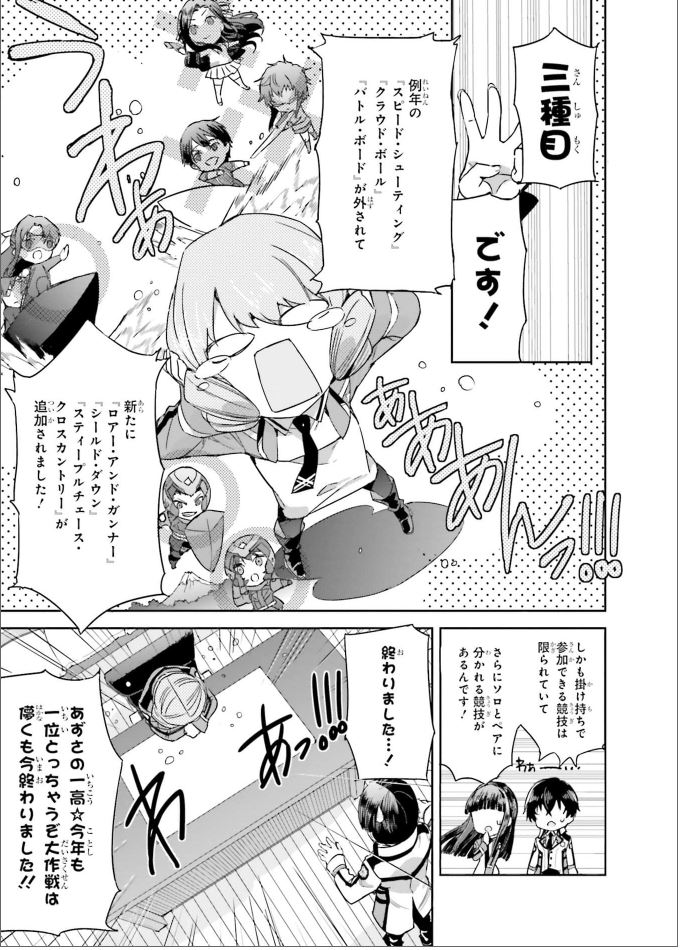 三種目
です!
例年の
『スピード・シューティング』
『クラウド・ボール』
『バトル・ボード』が外されて
うわあぁ
ああぁあんっ!!!
新たに
『ロアー・アンド・ガンナー』
『シールド・ダウン』
『スティープルチェース・
クロスカントリー』が
追加されました!
しかも掛け持ちで
参加できる競技は
限られていて
さらにソロとペアに
分かれる競技が
あるんです!
わあぁ
終わりました…!
わあっ…!!!
あずさの一高☆今年も
一位とっちゃうぞ大作戦は
儚くも今終わりました!!